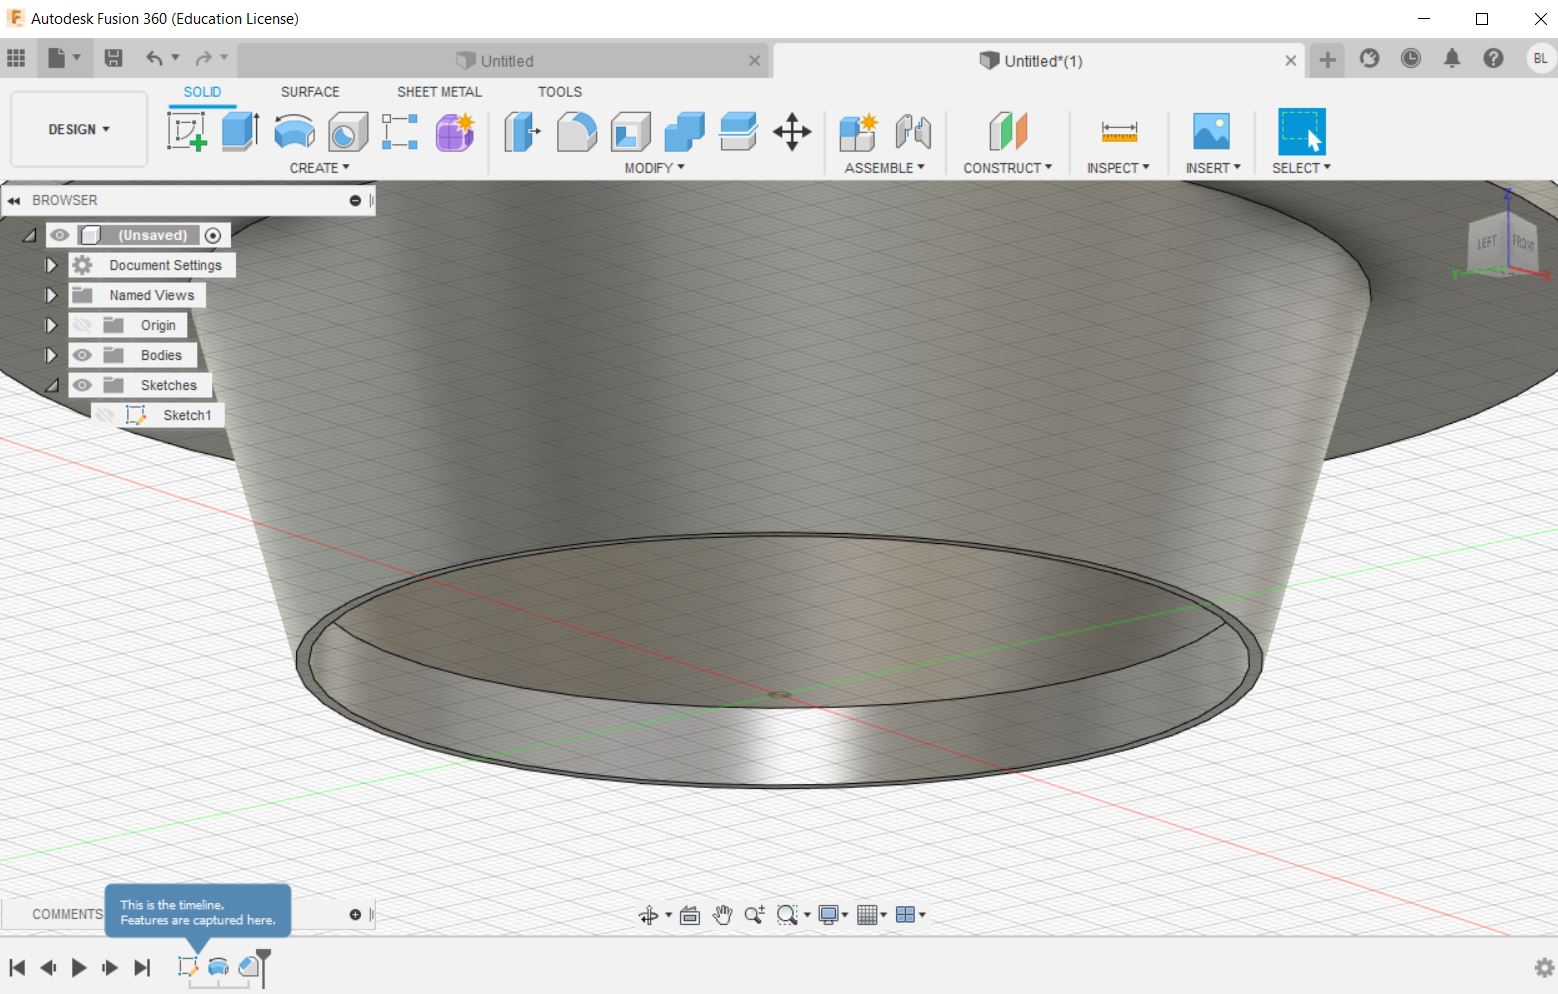 Autodesk Fusion 360 (Education License)
Untitled
Untitled*(1)
BL
SOLID
SURFACE
SHEET METAL
TOOLS
DESIGN
CREATE
MODIFY
ASSEMBLE
CONSTRUCT
INSPECT
INSERT
SELECT
BROWSER
(Unsaved)
Document Settings
Named Views
Origin
Bodies
Sketches
Sketch1
Z
LEFT
FRONT
Y
X
COMMENTS
This is the timeline.
Features are captured here.